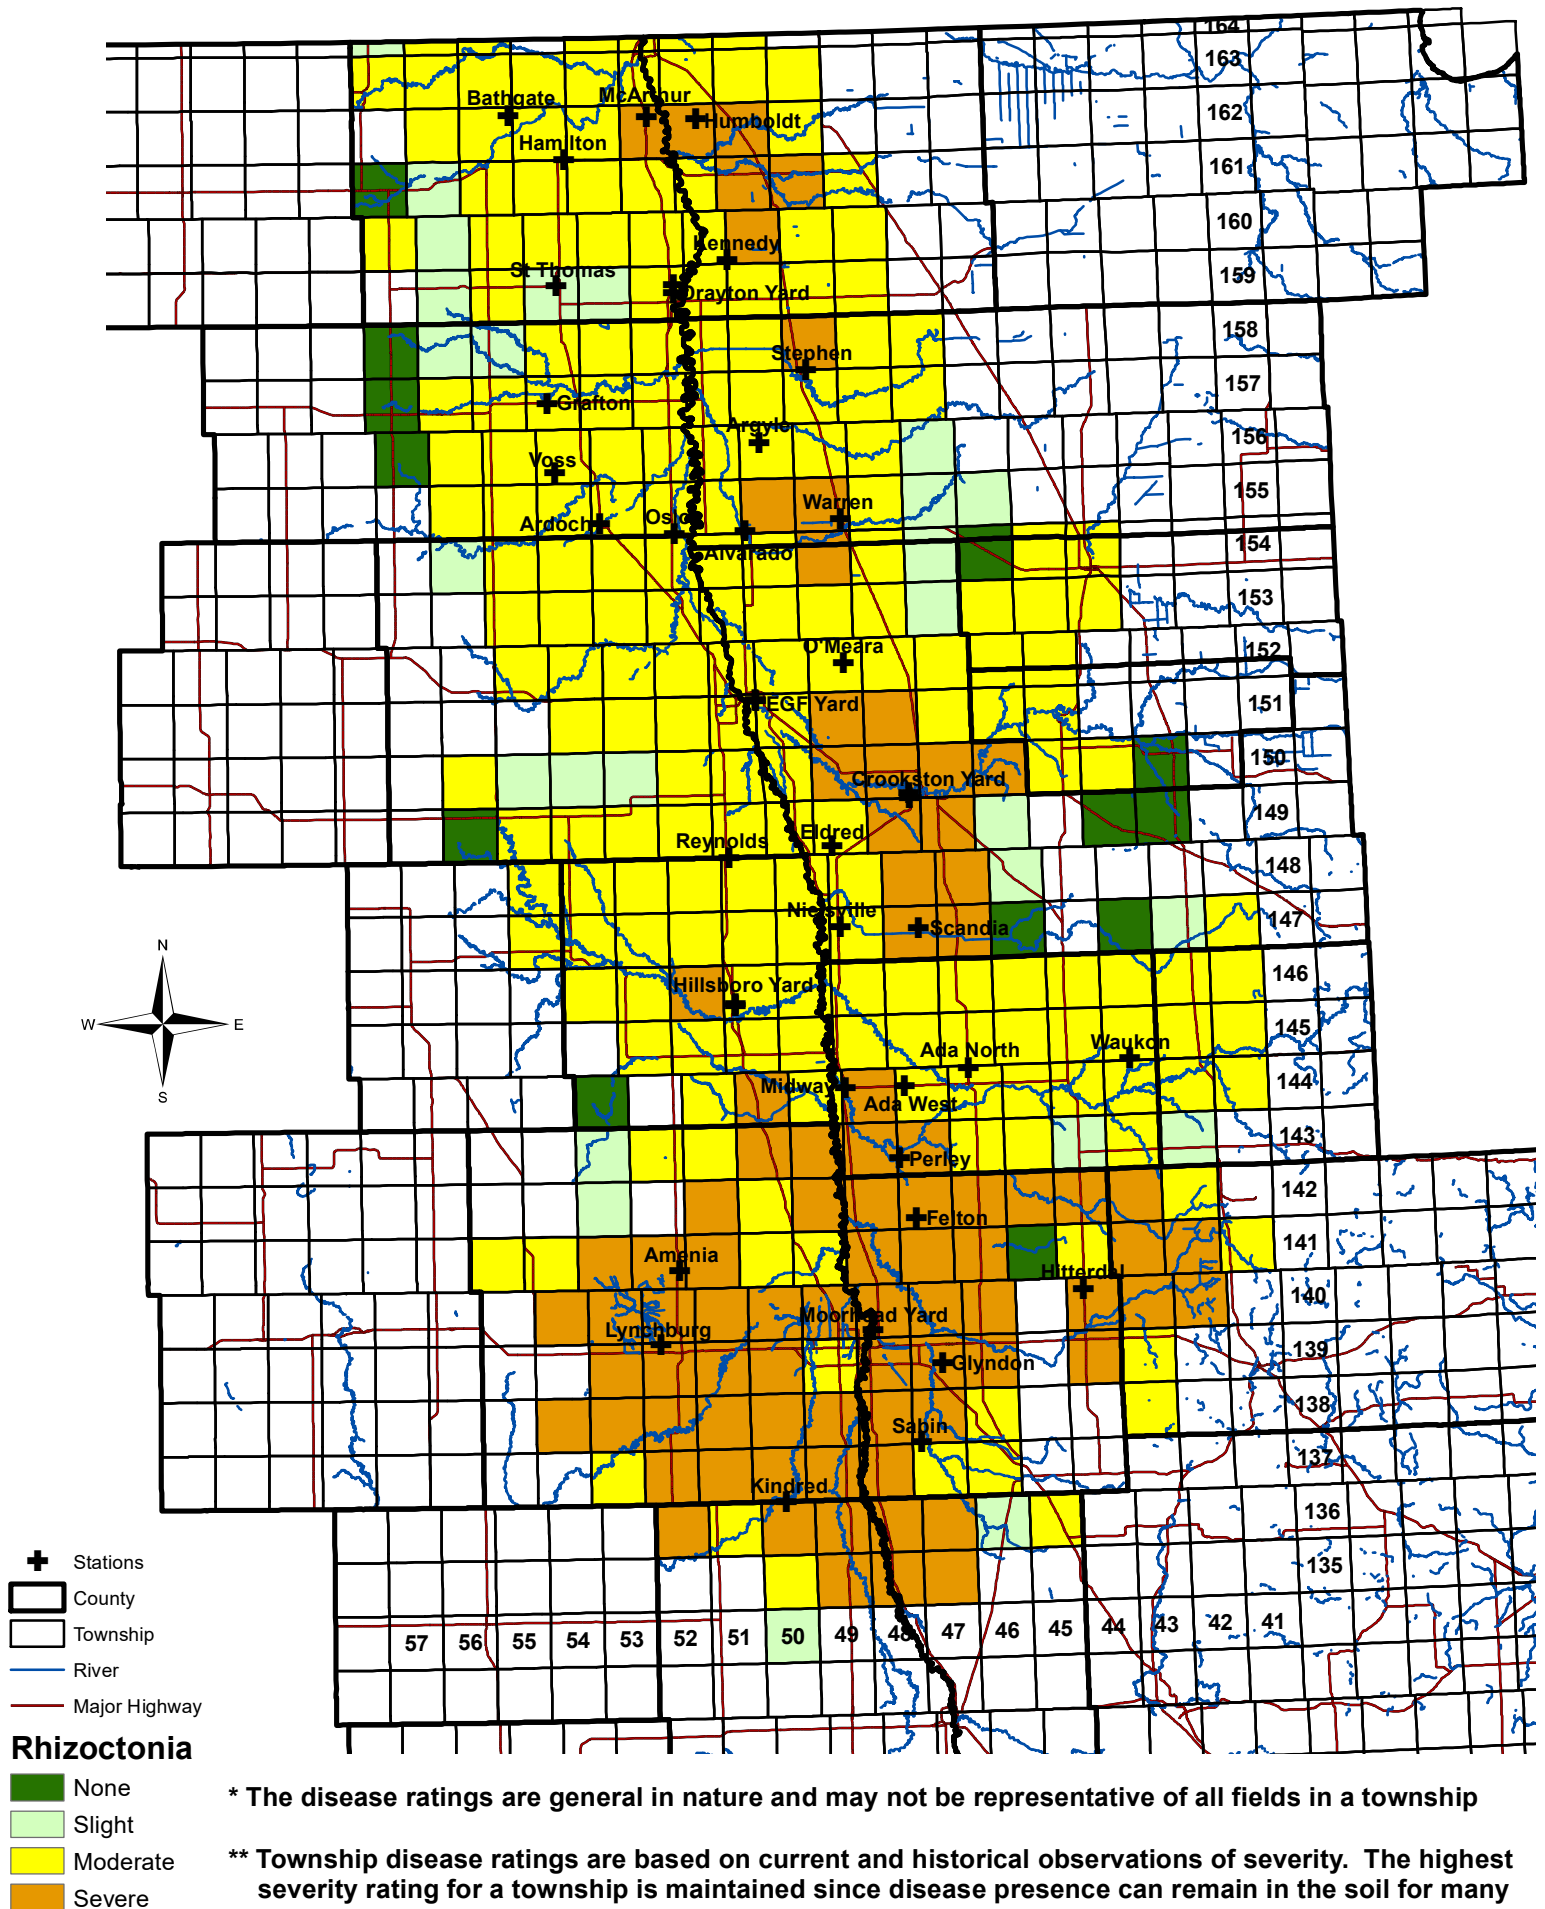 164
163
Bathgate
McArthur
162
Humboldt
Hamilton
161
160
Kennedy
St Thomas
159
Drayton Yard
158
Stephen
157
Grafton
Argyle
156
Voss
155
Warren
Ardoch
Oslo
154
Alvarado
153
O'Meara
152
EGF Yard
151
150
Crookston Yard
149
Reynolds
Eldred
148
Nielsville
147
Scandia
N
146
Hillsboro Yard
W
E
145
Ada North
Waukon
144
Midway
S
Ada West
143
Perley
142
Felton
141
Amenia
Hitterdal
140
Moorhead Yard
Lynchburg
139
Glyndon
138
Sabin
137
Kindred
136
135
57 56 55 54 53 52 51 50 49 48 47 46 45 44 43 42 41
Stations
County
Township
River
Major Highway
Rhizoctonia
None
Slight
Moderate
Severe
* The disease ratings are general in nature and may not be representative of all fields in a township
** Township disease ratings are based on current and historical observations of severity. The highest
severity rating for a township is maintained since disease presence can remain in the soil for many